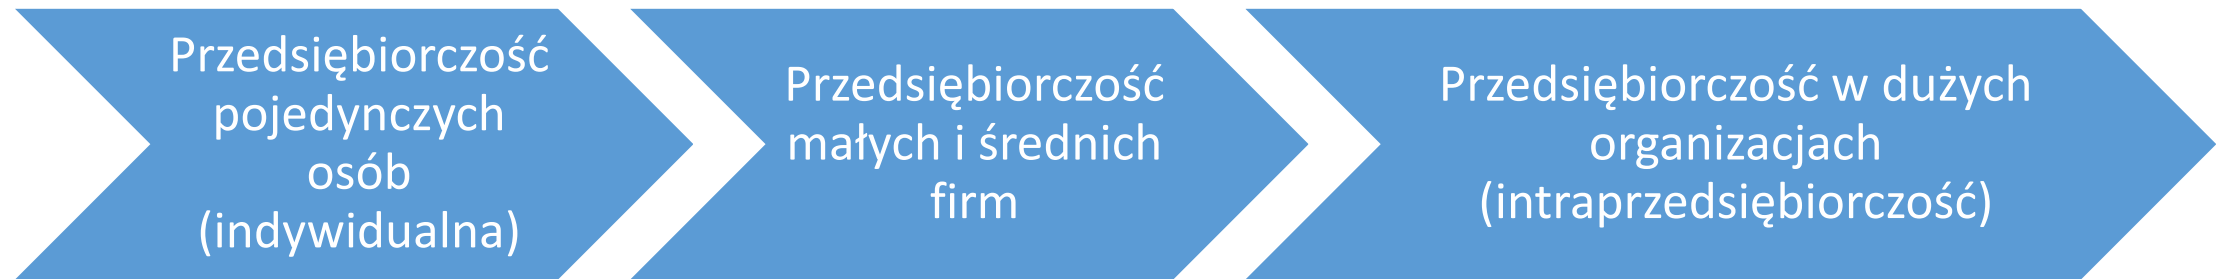 Przedsiębiorczość
pojedynczych
osób
(indywidualna)
Przedsiębiorczość
małych i średnich
firm
Przedsiębiorczość w dużych
organizacjach
(intraprzedsiębiorczość)